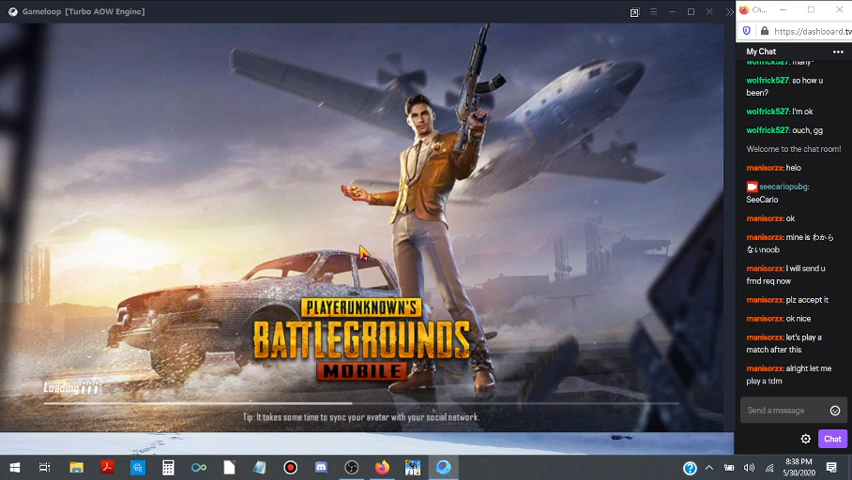 Gameloop [Turbo AOW Engine]
PLAYERUNKNOWN'S
BATTLEGROUNDS
MOBILE
Loading
Tip: It takes some time to sync your avatar with your social network.
Ch...
https://dashboard.tw
My Chat
wolfrick527: many*
wolfrick527: so how u
been?
wolfrick527: I'm ok
wolfrick527: ouch, gg
Welcome to the chat room!
manisorzx: helo
seecariopubg:
SeeCario
manisorzx: ok
manisorzx: mine is わから
ないnoob
manisorzx: I will send u
frnd req now
manisorzx: plz accept it
manisorzx: ok nice
manisorzx: let's play a
match after this
manisorzx: alright let me
play a tdm
Send a message
Chat
8:38 PM
5/30/2020